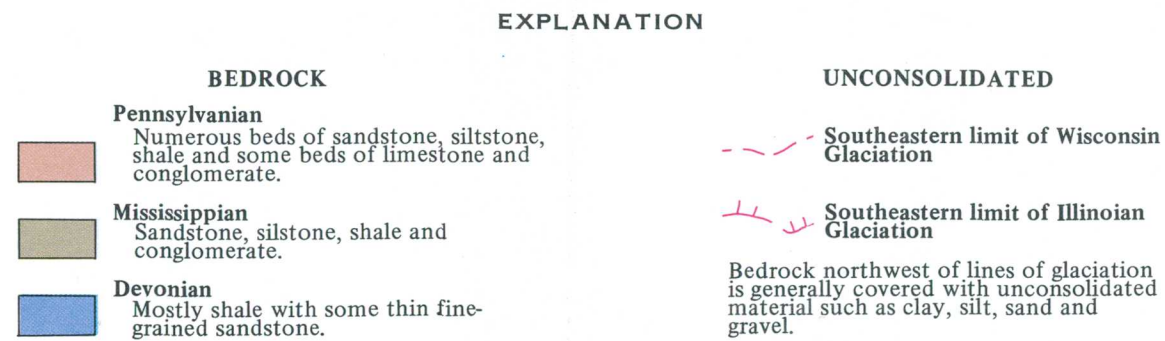 EXPLANATION
BEDROCK
Pennsylvanian
Numerous beds of sandstone, siltstone,
shale and some beds of limestone and
conglomerate.
Mississippian
Sandstone, silstone, shale and
conglomerate.
Devonian
Mostly shale with some thin fine-
grained sandstone.
UNCONSOLIDATED
Southeastern limit of Wisconsin
Glaciation
Southeastern limit of Illinoian
Glaciation
Bedrock northwest of lines of glaciation
is generally covered with unconsolidated
material such as clay, silt, sand and
gravel.